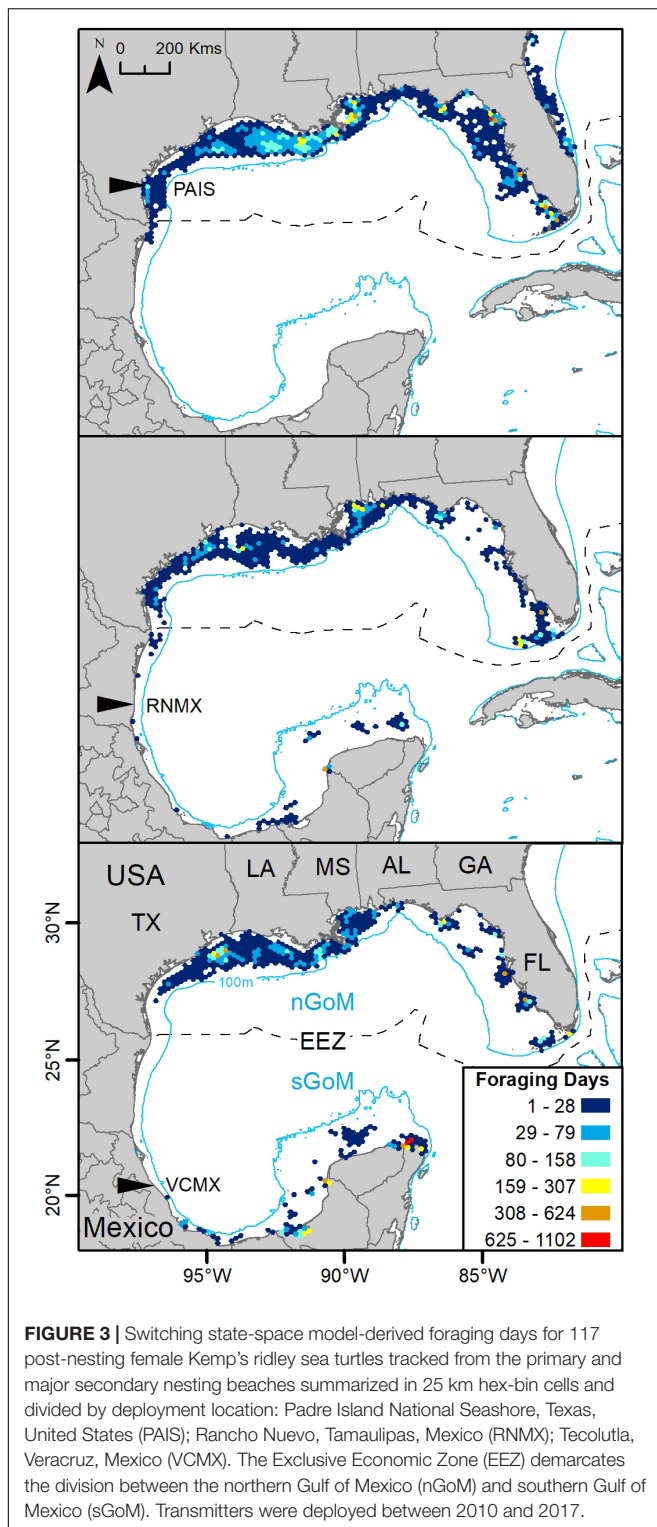 N
0 200 Kms
PAIS
RNMX
USA
LA
MS
AL
GA
TX
30°N
FL
100m
nGoM
EEZ
25°N
sGoM
Foraging Days
1 - 28
29 - 79
80 - 158
159 - 307
308 - 624
625 - 1102
20°N
VCMX
Mexico
95°W
90°W
85°W
FIGURE 3 | Switching state-space model-derived foraging days for 117
post-nesting female Kemp's ridley sea turtles tracked from the primary and
major secondary nesting beaches summarized in 25 km hex-bin cells and
divided by deployment location: Padre Island National Seashore, Texas,
United States (PAIS); Rancho Nuevo, Tamaulipas, Mexico (RNMX); Tecolutla,
Veracruz, Mexico (VCMX). The Exclusive Economic Zone (EEZ) demarcates
the division between the northern Gulf of Mexico (nGoM) and southern Gulf of
Mexico (sGoM). Transmitters were deployed between 2010 and 2017.